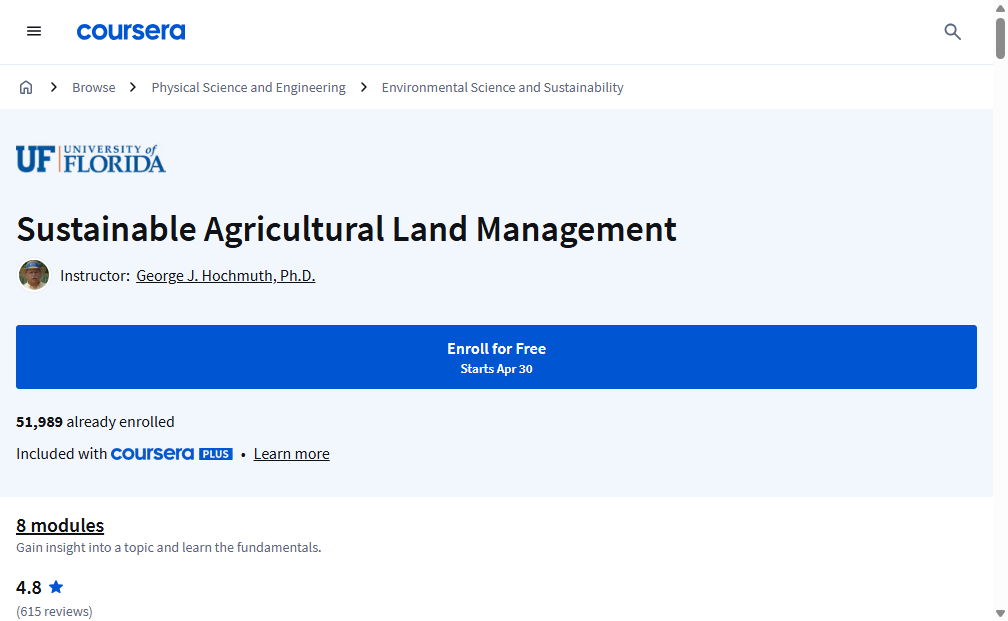 coursera
Browse
Physical Science and Engineering
Environmental Science and Sustainability
UF UNIVERSITY of FLORIDA
Sustainable Agricultural Land Management
Instructor: George J. Hochmuth, Ph.D.
Enroll for Free
Starts Apr 30
51,989 already enrolled
Included with coursera PLUS • Learn more
8 modules
Gain insight into a topic and learn the fundamentals.
4.8
(615 reviews)